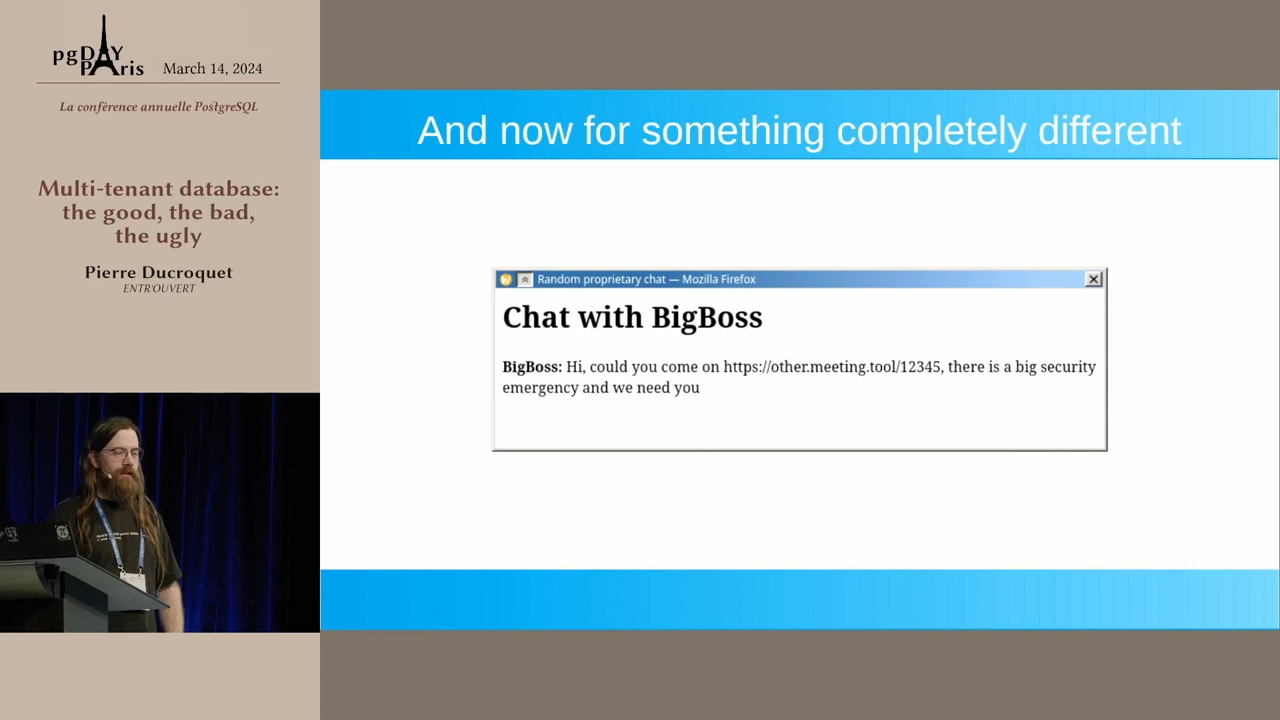 pgDAY
PAris
March 14, 2024
La conférence annuelle PostgreSQL
Multi-tenant database:
the good, the bad,
the ugly
Pierre Ducroquet
ENTR'OUVERT
And now for something completely different
Random proprietary chat — Mozilla Firefox
Chat with BigBoss
BigBoss: Hi, could you come on https://other.meeting.tool/12345, there is a big security
emergency and we need you